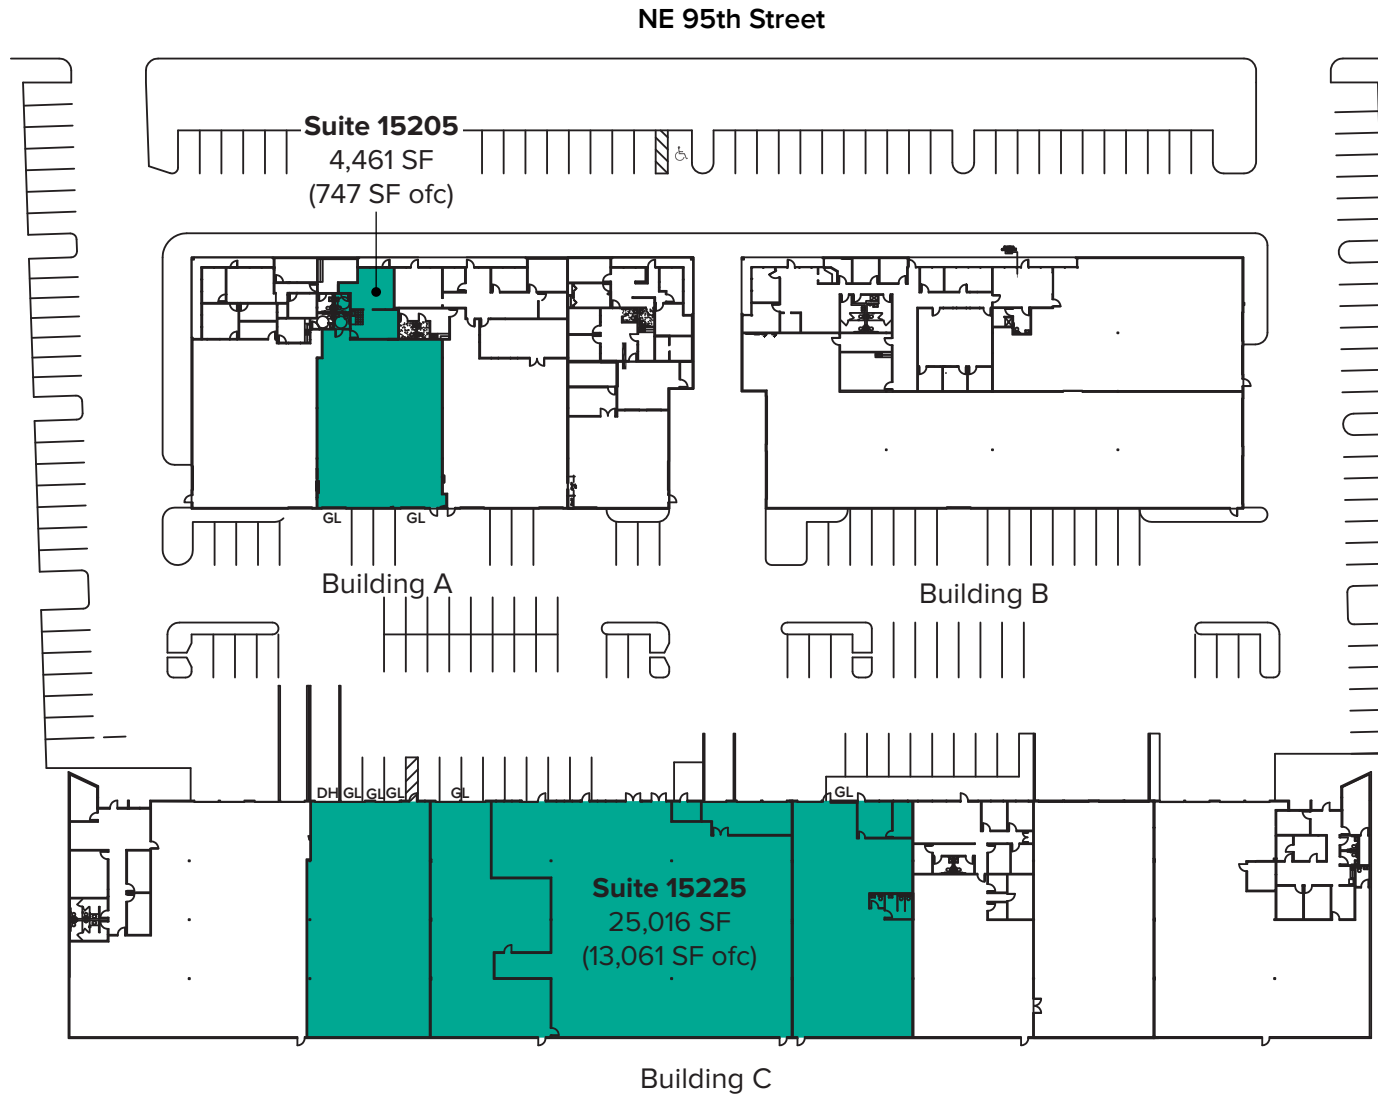 NE 95th Street
Suite 15205
4,461 SF
(747 SF ofc)
GL
GL
Building A
Building B
DH GL GL GL
GL
GL
Suite 15225
25,016 SF
(13,061 SF ofc)
Building C